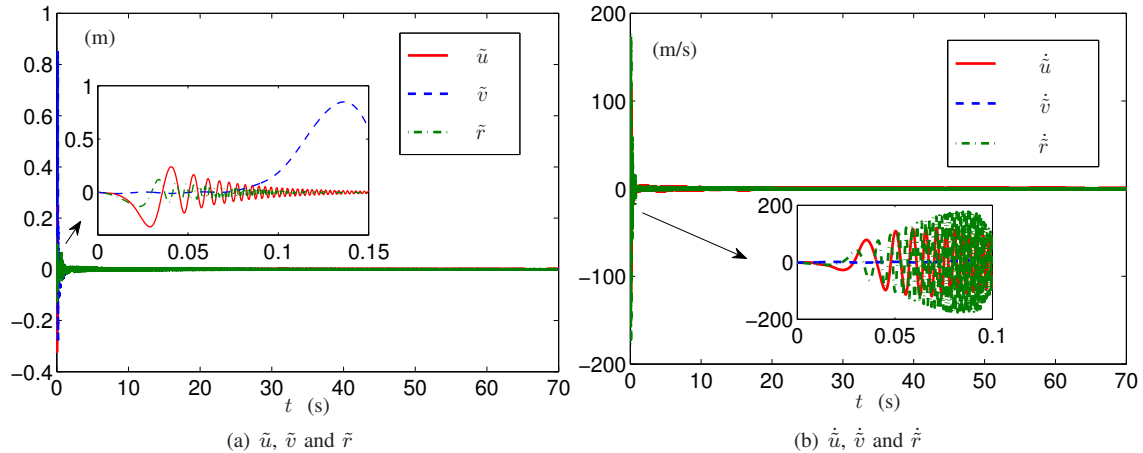 (m)
ũ
ṽ
r̃
1
0.8
0.6
0.4
0.2
0
−0.2
−0.4
1
0.5
0
0 0.05 0.1 0.15
0 10 20 30 40 50 60 70
t (s)
(a) ũ, ṽ and r̃
(m/s)
ũ̇
ṽ̇
r̃̇
200
100
0
−100
−200
200
0
−200
0 0.05 0.1
0 10 20 30 40 50 60 70
t (s)
(b) ũ̇, ṽ̇ and r̃̇